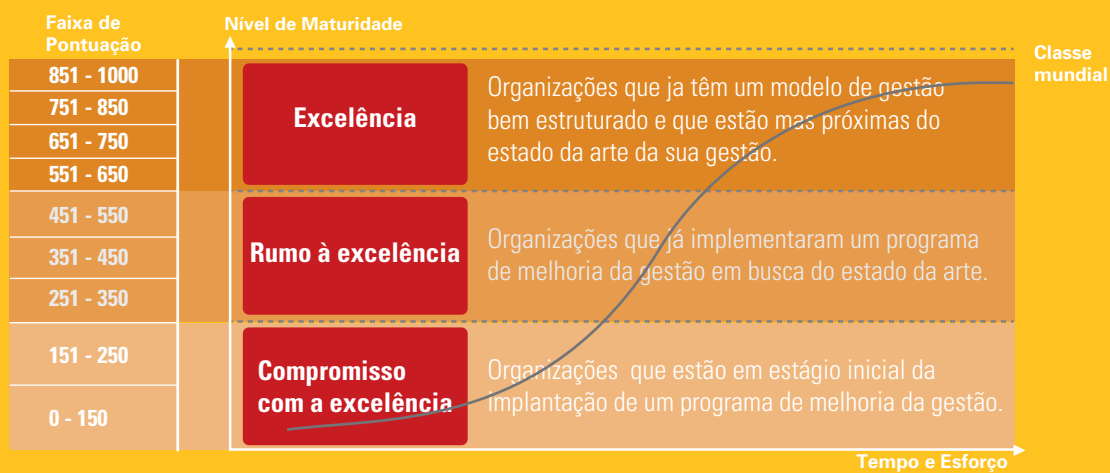 Faixa de
Pontuação
Nível de Maturidade
Classe
mundial
851 - 1000
751 - 850
651 - 750
551 - 650
Excelência
Organizações que ja têm um modelo de gestão
bem estruturado e que estão mas próximas do
estado da arte da sua gestão.
451 - 550
351 - 450
251 - 350
Rumo à excelência
Organizações que já implementaram um programa
de melhoria da gestão em busca do estado da arte.
151 - 250
0 - 150
Compromisso
com a excelência
Organizações que estão em estágio inicial da
implantação de um programa de melhoria da gestão.
Tempo e Esforço